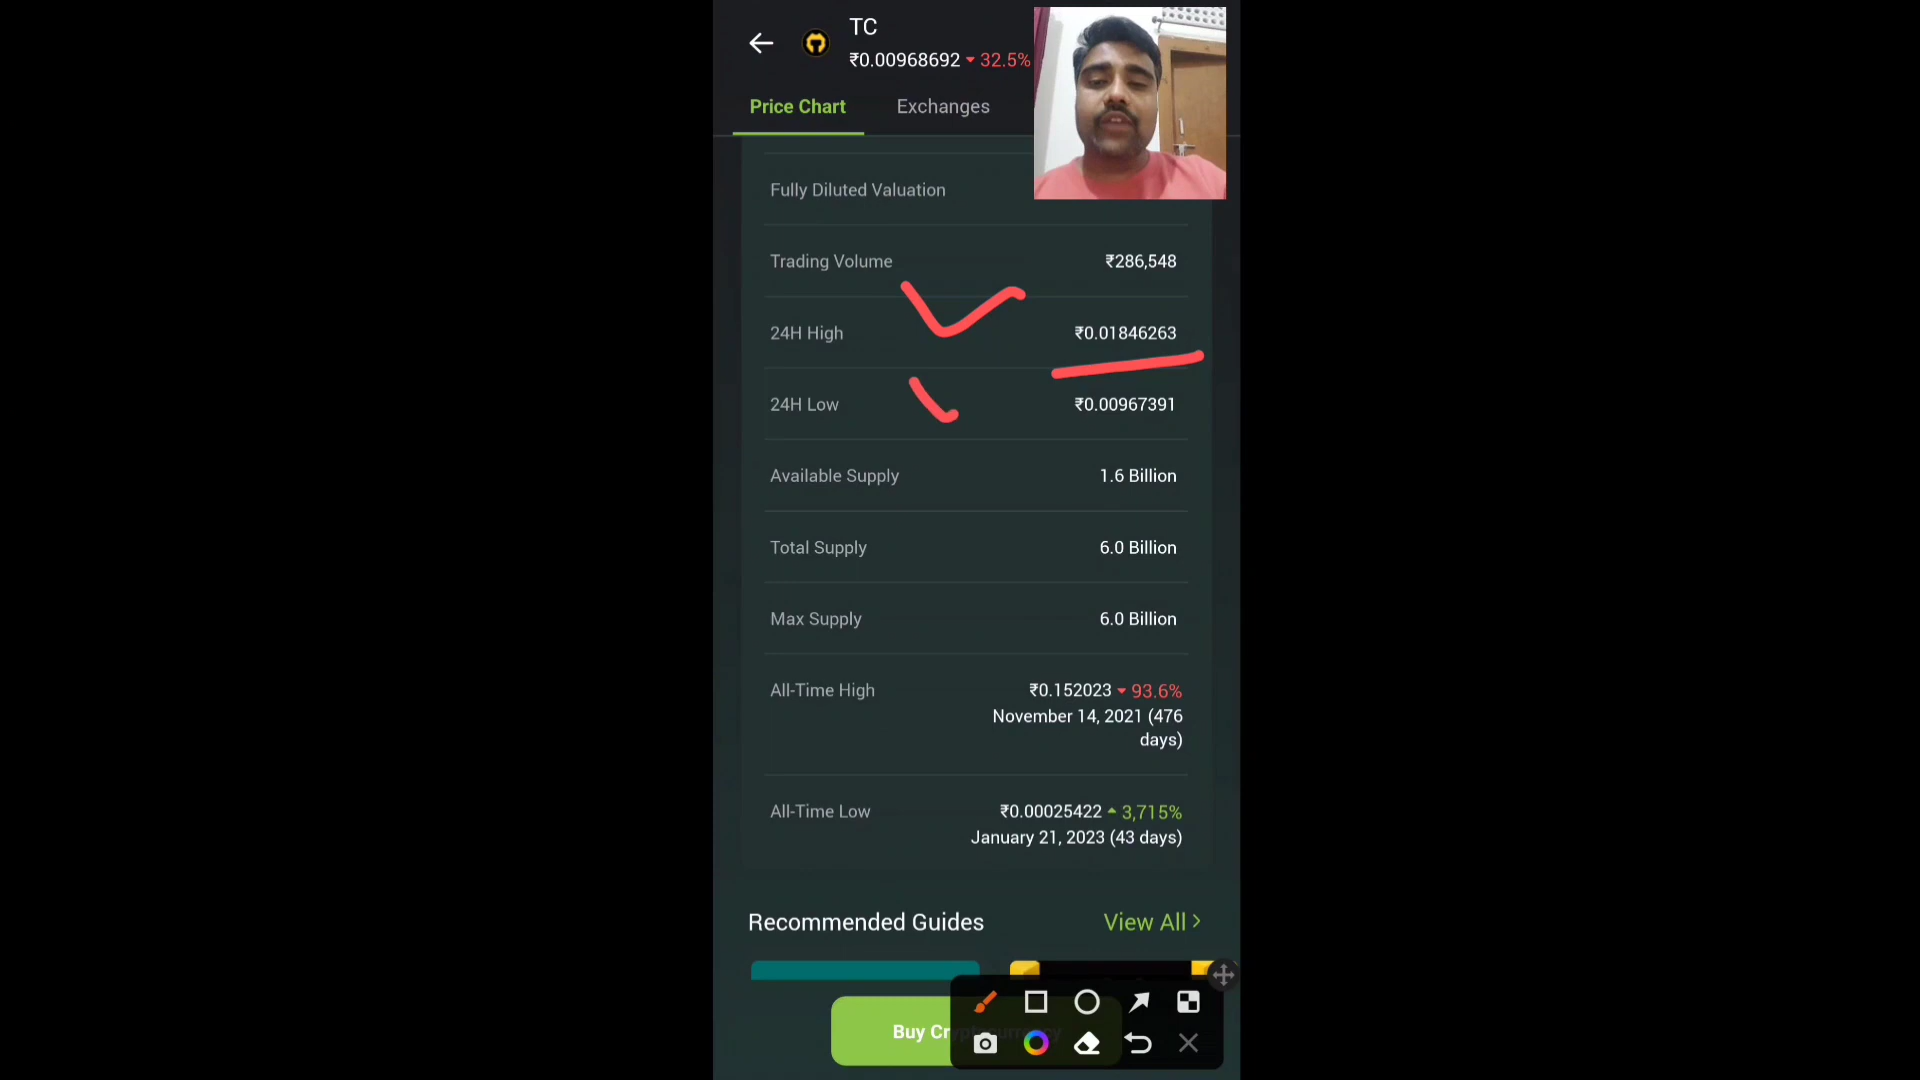 TC
₹0.00968692 32.5%
Price Chart Exchanges
Fully Diluted Valuation
Trading Volume ₹286,548
24H High ₹0.01846263
24H Low ₹0.00967391
Available Supply 1.6 Billion
Total Supply 6.0 Billion
Max Supply 6.0 Billion
All-Time High ₹0.152023 93.6%
November 14, 2021 (476
days)
All-Time Low ₹0.00025422 3,715%
January 21, 2023 (43 days)
Recommended Guides View All
Buy Cryptocurrency